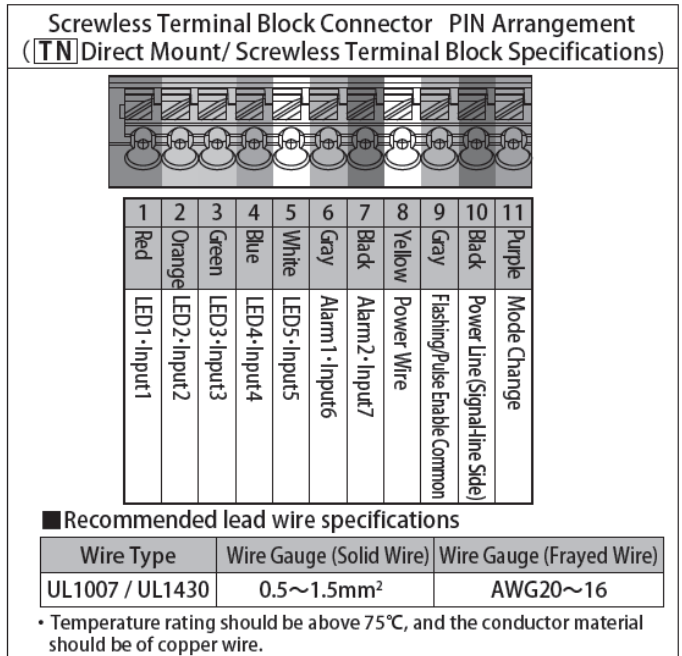 Screwless Terminal Block Connector PIN Arrangement
( TN Direct Mount/ Screwless Terminal Block Specifications)
1 2 3 4 5 6 7 8 9 10 11
Red Orange Green Blue White Gray Black Yellow Gray Black Purple
LED1・Input1
LED2・Input2
LED3・Input3
LED4・Input4
LED5・Input5
Alarm1・Input6
Alarm2・Input7
Power Wire
Flashing/Pulse Enable Common
Power Line(Signal-line Side)
Mode Change
■Recommended lead wire specifications
Wire Type Wire Gauge (Solid Wire) Wire Gauge (Frayed Wire)
UL1007 / UL1430 0.5～1.5mm² AWG20～16
・Temperature rating should be above 75℃, and the conductor material
should be of copper wire.